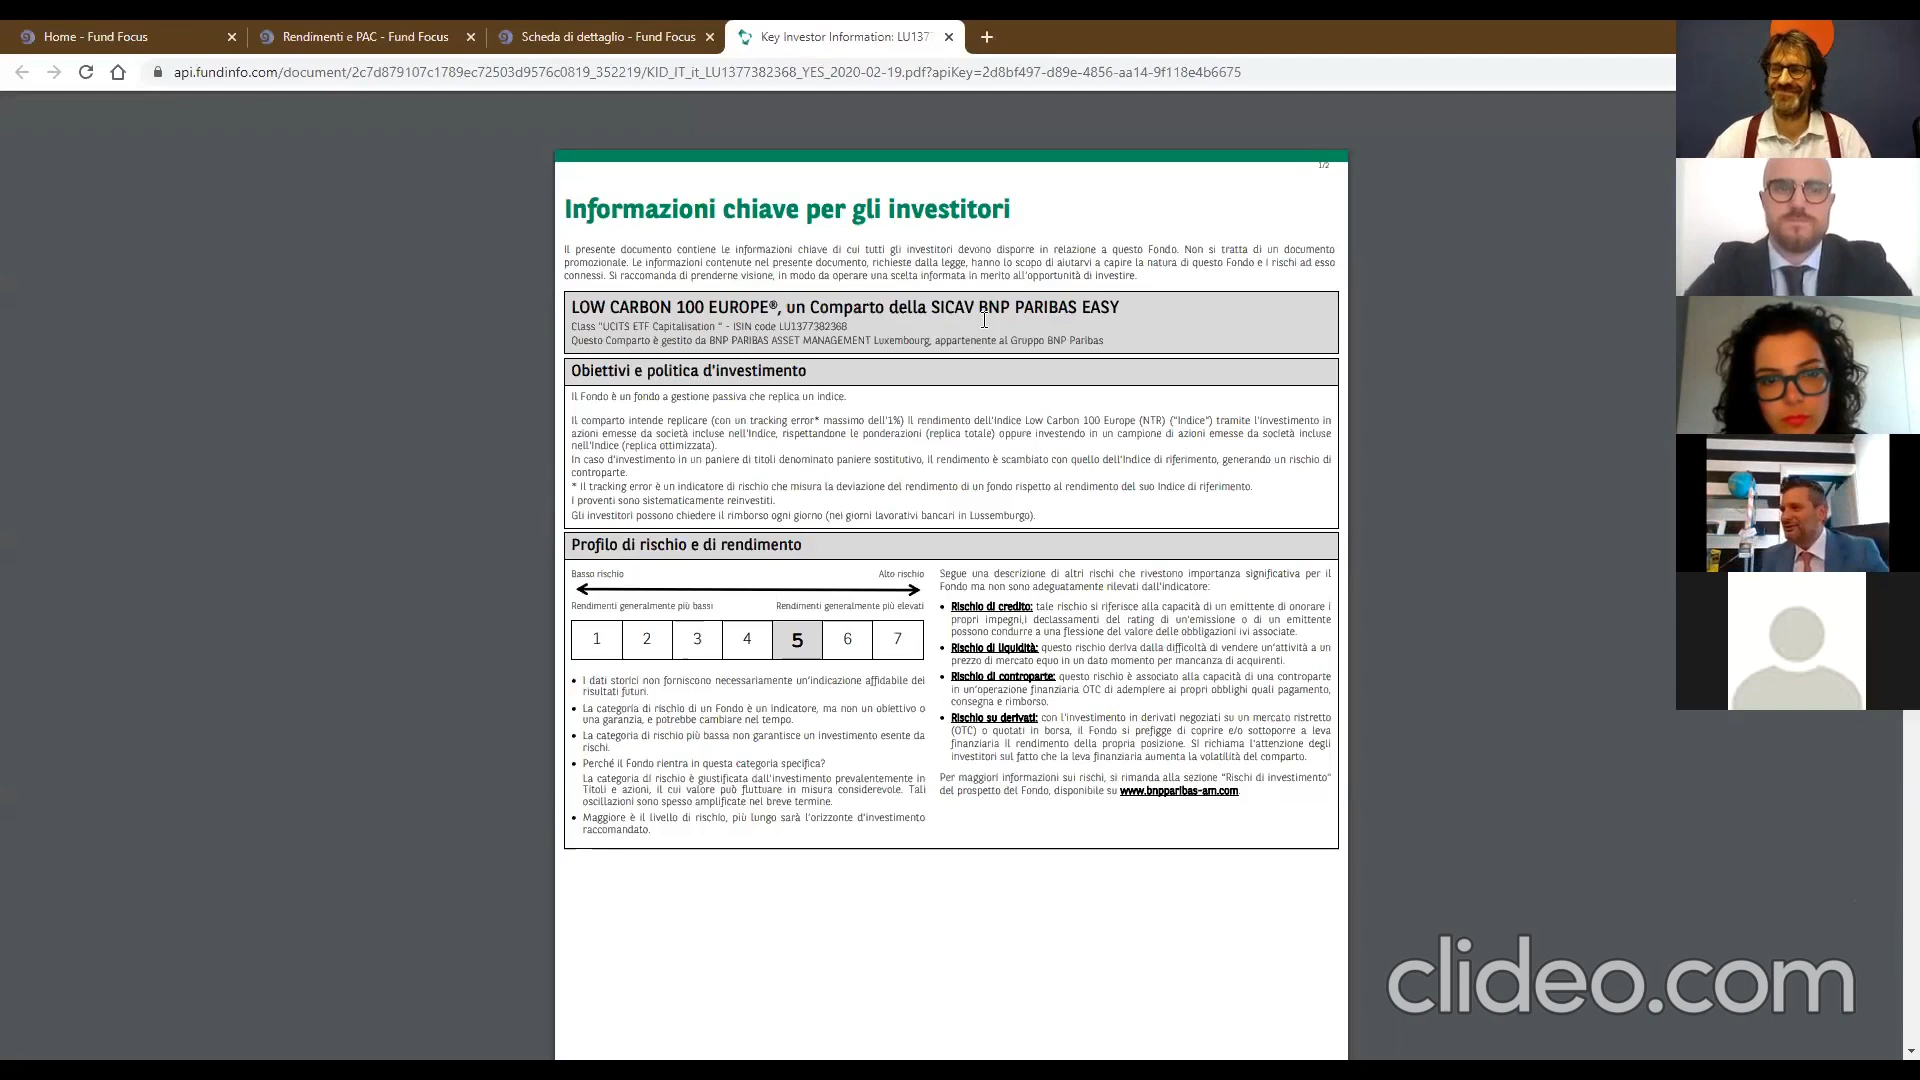 Home - Fund Focus
Rendimenti e PAC - Fund Focus
Scheda di dettaglio - Fund Focus
Key Investor Information: LU137
api.fundinfo.com/document/2c7d879107c1789ec72503d9576c0819_352219/KID_IT_it_LU1377382368_YES_2020-02-19.pdf?apiKey=2d8bf497-d89e-4856-aa14-9f118e4b6675
1/2
Informazioni chiave per gli investitori
Il presente documento contiene le informazioni chiave di cui tutti gli investitori devono disporre in relazione a questo Fondo. Non si tratta di un documento
promozionale. Le informazioni contenute nel presente documento, richieste dalla legge, hanno lo scopo di aiutarvi a capire la natura di questo Fondo e i rischi ad esso
connessi. Si raccomanda di prenderne visione, in modo da operare una scelta informata in merito all'opportunità di investire.
LOW CARBON 100 EUROPE®, un Comparto della SICAV BNP PARIBAS EASY
Class "UCITS ETF Capitalisation " - ISIN code LU1377382368
Questo Comparto è gestito da BNP PARIBAS ASSET MANAGEMENT Luxembourg, appartenente al Gruppo BNP Paribas
Obiettivi e politica d'investimento
Il Fondo è un fondo a gestione passiva che replica un indice.
Il comparto intende replicare (con un tracking error* massimo dell'1%) il rendimento dell'Indice Low Carbon 100 Europe (NTR) ("Indice") tramite l'investimento in
azioni emesse da società incluse nell'Indice, rispettandone le ponderazioni (replica totale) oppure investendo in un campione di azioni emesse da società incluse
nell'Indice (replica ottimizzata).
In caso d'investimento in un paniere di titoli denominato paniere sostitutivo, il rendimento è scambiato con quello dell'Indice di riferimento, generando un rischio di
controparte.
* Il tracking error è un indicatore di rischio che misura la deviazione del rendimento di un fondo rispetto al rendimento del suo Indice di riferimento.
I proventi sono sistematicamente reinvestiti.
Gli investitori possono chiedere il rimborso ogni giorno (nei giorni lavorativi bancari in Lussemburgo).
Profilo di rischio e di rendimento
Basso rischio Alto rischio
Rendimenti generalmente più bassi Rendimenti generalmente più elevati
1 2 3 4 5 6 7
• I dati storici non forniscono necessariamente un'indicazione affidabile dei
risultati futuri.
• La categoria di rischio di un Fondo è un indicatore, ma non un obiettivo o
una garanzia, e potrebbe cambiare nel tempo.
• La categoria di rischio più bassa non garantisce un investimento esente da
rischi.
• Perché il Fondo rientra in questa categoria specifica?
La categoria di rischio è giustificata dall'investimento prevalentemente in
Titoli e azioni, il cui valore può fluttuare in misura considerevole. Tali
oscillazioni sono spesso amplificate nel breve termine.
• Maggiore è il livello di rischio, più lungo sarà l'orizzonte d'investimento
raccomandato.
Segue una descrizione di altri rischi che rivestono importanza significativa per il
Fondo ma non sono adeguatamente rilevati dall'indicatore:
• Rischio di credito: tale rischio si riferisce alla capacità di un emittente di onorare i
propri impegni,i declassamenti del rating di un'emissione o di un emittente
possono condurre a una flessione del valore delle obbligazioni ivi associate.
• Rischio di liquidità: questo rischio deriva dalla difficoltà di vendere un'attività a un
prezzo di mercato equo in un dato momento per mancanza di acquirenti.
• Rischio di controparte: questo rischio è associato alla capacità di una controparte
in un'operazione finanziaria OTC di adempiere ai propri obblighi quali pagamento,
consegna e rimborso.
• Rischio su derivati: con l'investimento in derivati negoziati su un mercato ristretto
(OTC) o quotati in borsa, il Fondo si prefigge di coprire e/o sottoporre a leva
finanziaria il rendimento della propria posizione. Si richiama l'attenzione degli
investitori sul fatto che la leva finanziaria aumenta la volatilità del comparto.
Per maggiori informazioni sui rischi, si rimanda alla sezione "Rischi di investimento"
del prospetto del Fondo, disponibile su www.bnpparibas-am.com.
clideo.com